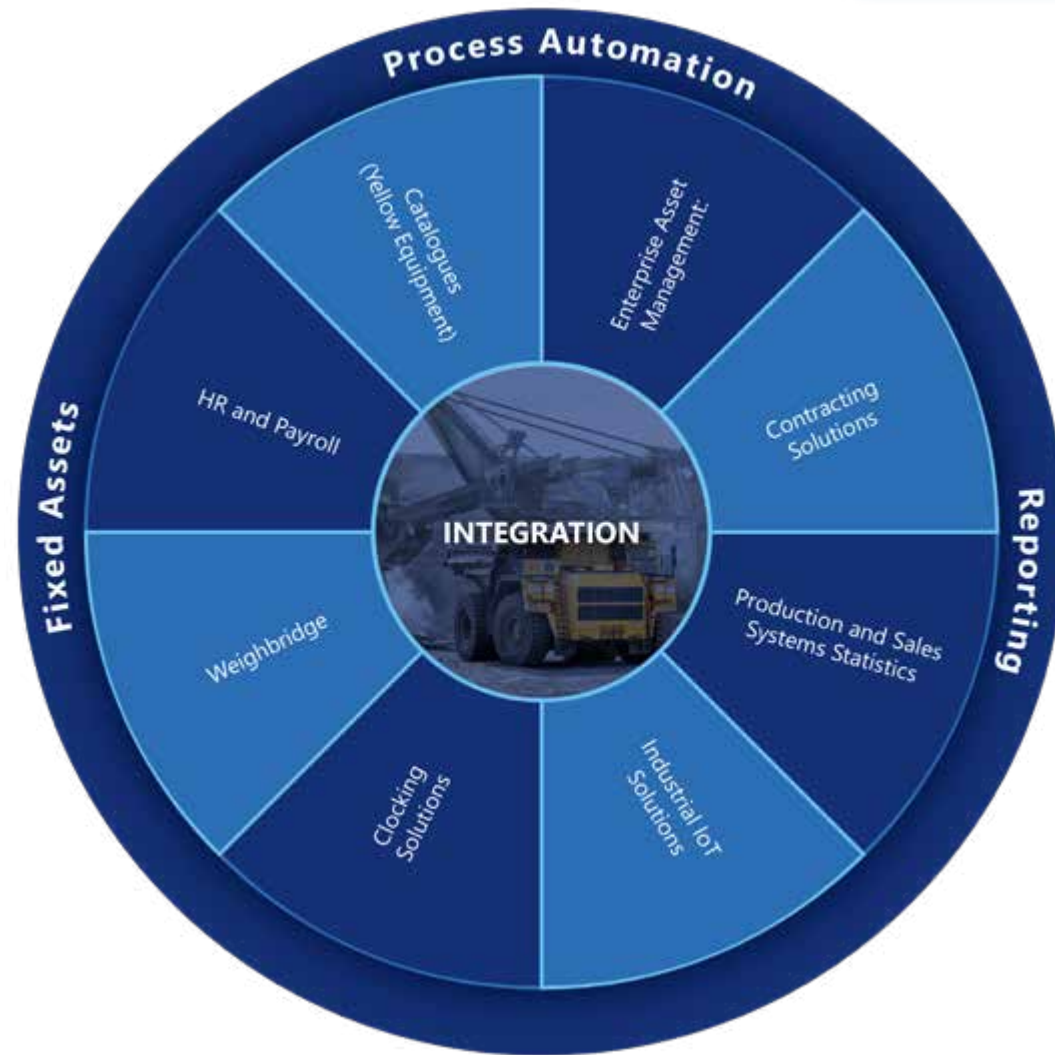 Process Automation
Catalogues
(Yellow Equipment)
Enterprise Asset
Management:
HR and Payroll
Contracting
Solutions
Fixed Assets
INTEGRATION
Reporting
Weighbridge
Production and Sales
Systems Statistics
Clocking
Solutions
Industrial IoT
Solutions